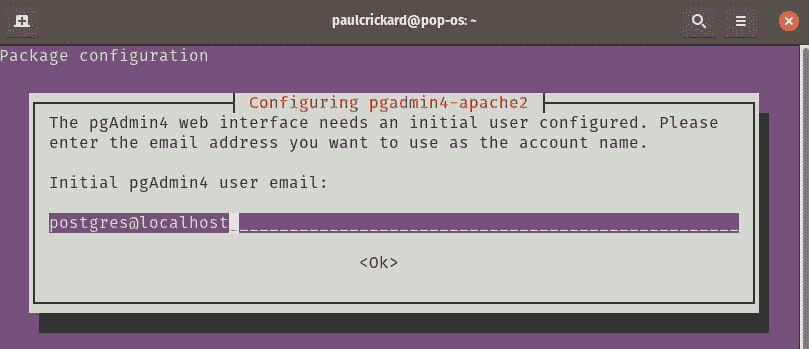 paulcrickard@pop-os: ~
Package configuration
Configuring pgadmin4-apache2
The pgAdmin4 web interface needs an initial user configured. Please
enter the email address you want to use as the account name.
Initial pgAdmin4 user email:
postgres@localhost
<Ok>